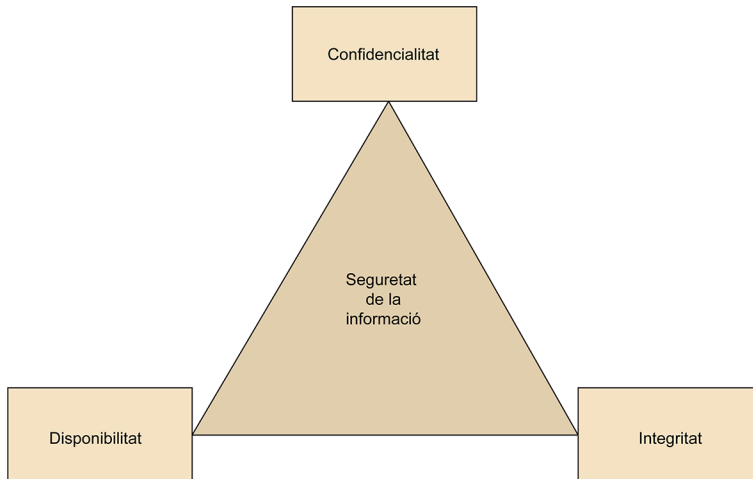 Confidencialitat
Seguretat
de la
informació
Disponibilitat
Integritat